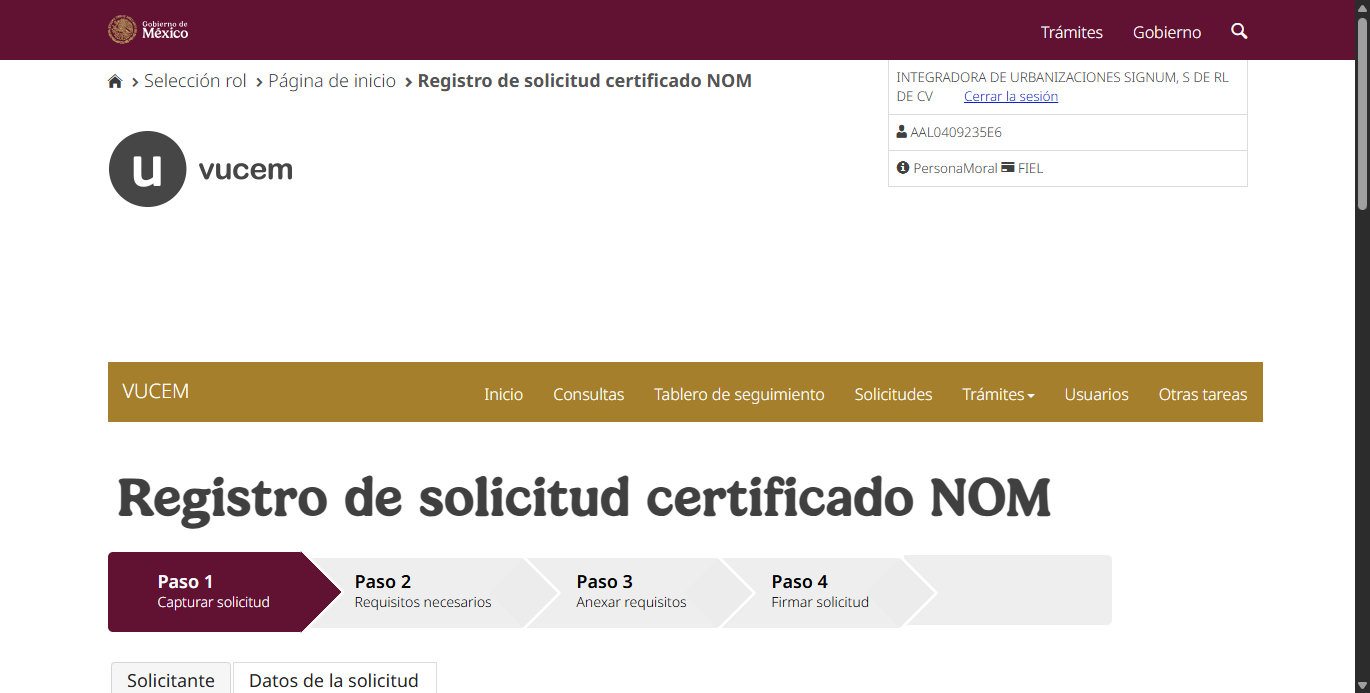 Gobierno de
México
Trámites Gobierno
Selección rol Página de inicio Registro de solicitud certificado NOM
INTEGRADORA DE URBANIZACIONES SIGNUM, S DE RL
DE CV Cerrar la sesión
AAL0409235E6
PersonaMoral FIEL
u vucem
VUCEM Inicio Consultas Tablero de seguimiento Solicitudes Trámites Usuarios Otras tareas
Registro de solicitud certificado NOM
Paso 1
Capturar solicitud
Paso 2
Requisitos necesarios
Paso 3
Anexar requisitos
Paso 4
Firmar solicitud
Solicitante Datos de la solicitud